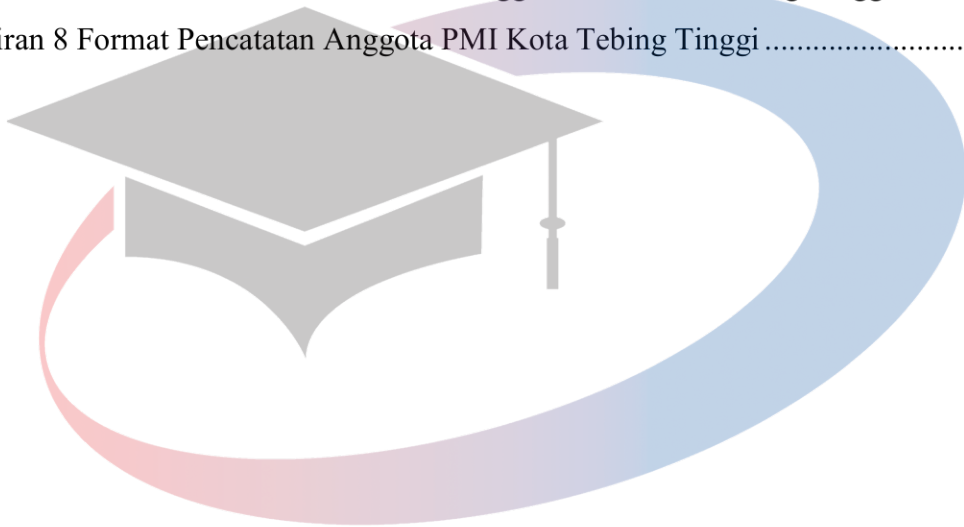 iran 8 Format Pencatatan Anggota PMI Kota Tebing Tinggi ........................